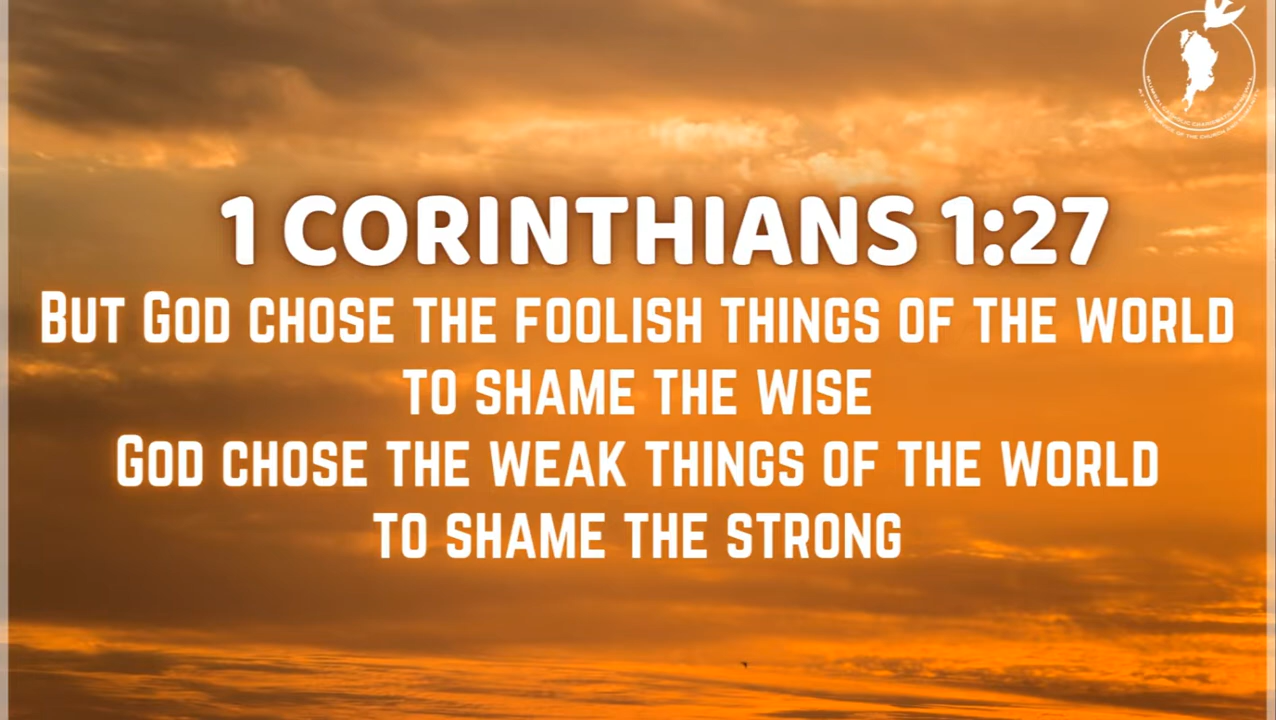 1 CORINTHIANS 1:27
BUT GOD CHOSE THE FOOLISH THINGS OF THE WORLD
TO SHAME THE WISE
GOD CHOSE THE WEAK THINGS OF THE WORLD
TO SHAME THE STRONG